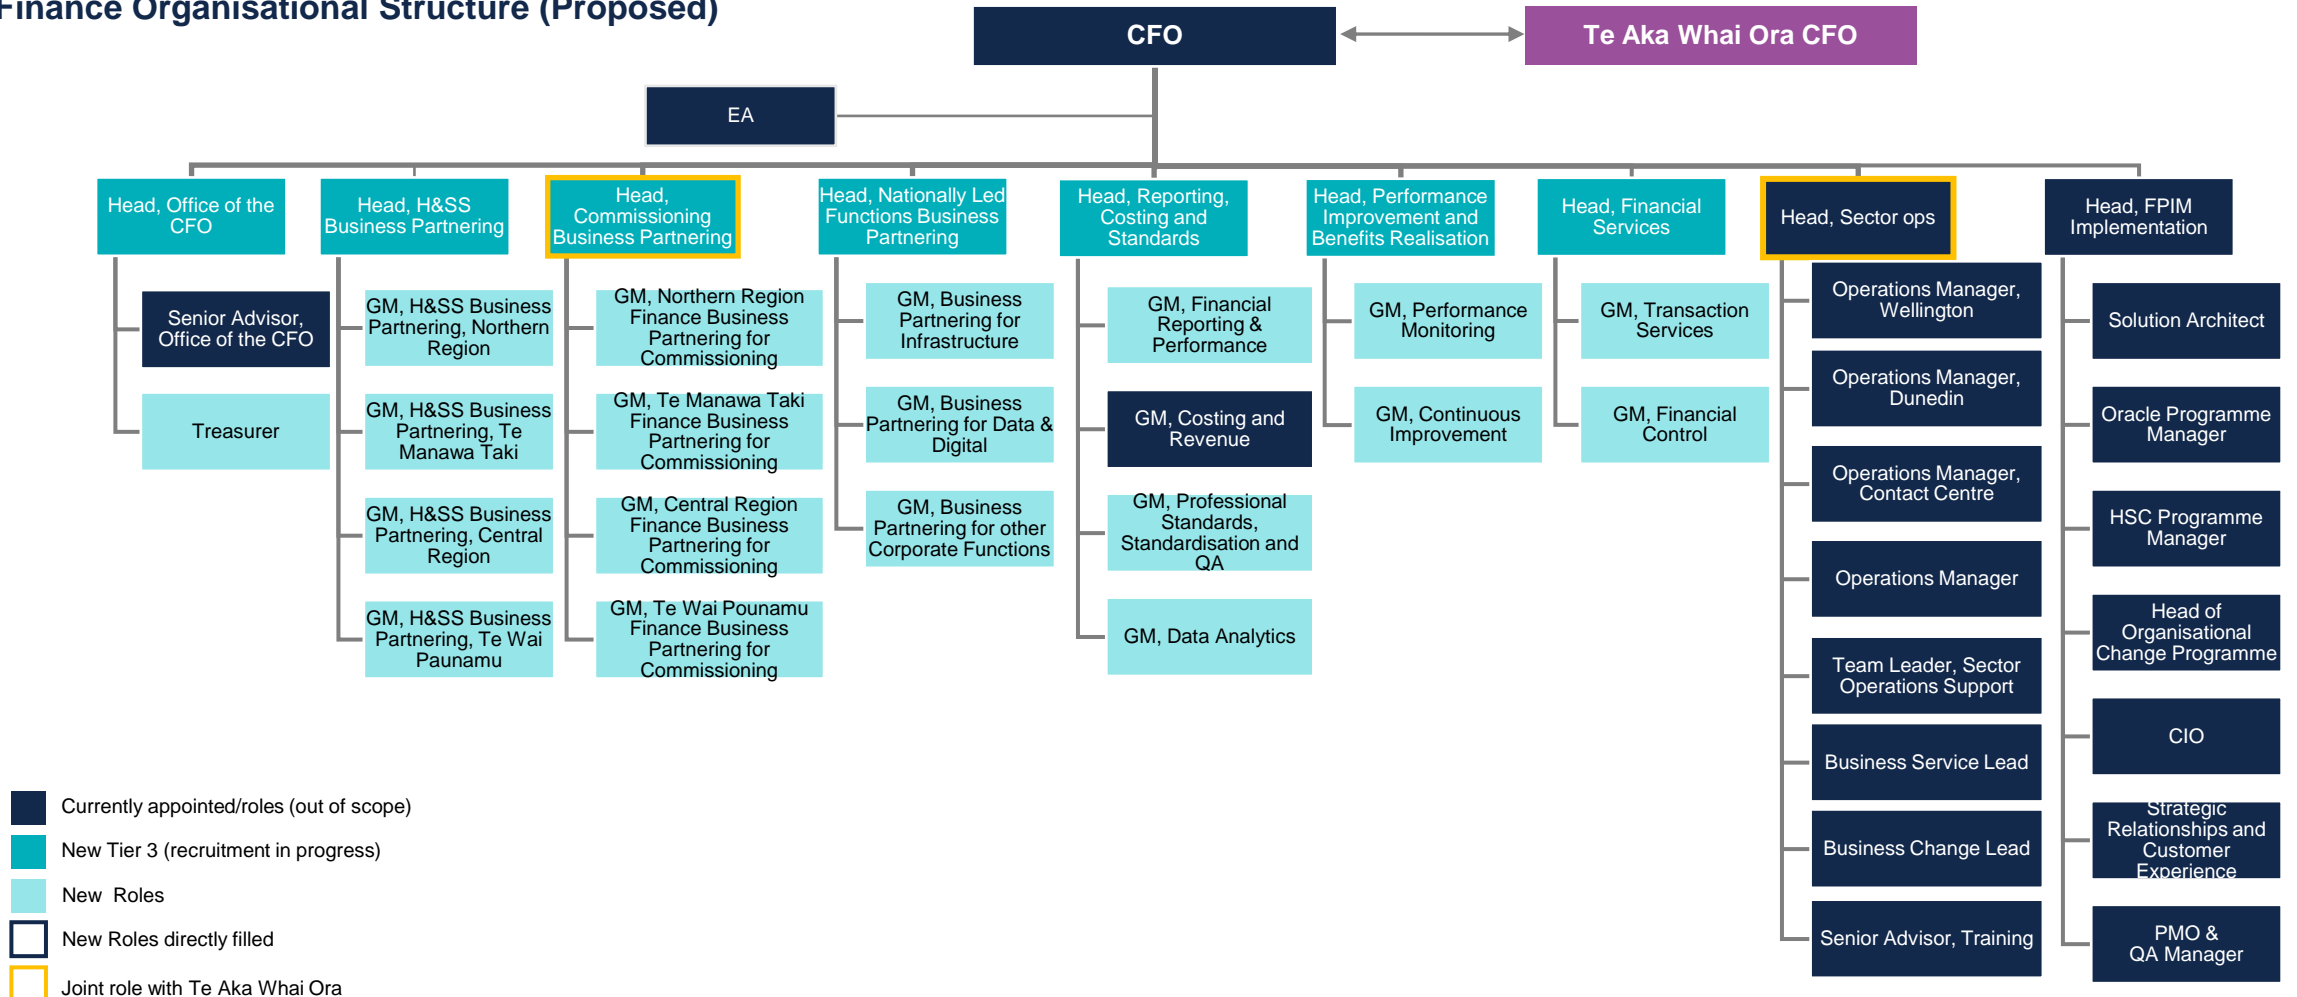 Finance Organisational Structure (Proposed)
CFO
Te Aka Whai Ora CFO
EA
Head, Office of the
CFO
Senior Advisor,
Office of the CFO
Treasurer
Head, H&SS
Business Partnering
GM, H&SS Business
Partnering, Northern
Region
GM, H&SS Business
Partnering, Te
Manawa Taki
GM, H&SS Business
Partnering, Central
Region
GM, H&SS Business
Partnering, Te Wai
Paunamu
Head,
Commissioning
Business Partnering
GM, Northern Region
Finance Business
Partnering for
Commissioning
GM, Te Manawa Taki
Finance Business
Partnering for
Commissioning
GM, Central Region
Finance Business
Partnering for
Commissioning
GM, Te Wai Pounamu
Finance Business
Partnering for
Commissioning
Head, Nationally Led
Functions Business
Partnering
GM, Business
Partnering for
Infrastructure
GM, Business
Partnering for Data &
Digital
GM, Business
Partnering for other
Corporate Functions
Head, Reporting,
Costing and
Standards
GM, Financial
Reporting &
Performance
GM, Costing and
Revenue
GM, Professional
Standards,
Standardisation and
QA
GM, Data Analytics
Head, Performance
Improvement and
Benefits Realisation
GM, Performance
Monitoring
GM, Continuous
Improvement
Head, Financial
Services
GM, Transaction
Services
GM, Financial
Control
Head, Sector ops
Operations Manager,
Wellington
Operations Manager,
Dunedin
Operations Manager,
Contact Centre
Operations Manager
Team Leader, Sector
Operations Support
Business Service Lead
Business Change Lead
Senior Advisor, Training
Head, FPIM
Implementation
Solution Architect
Oracle Programme
Manager
HSC Programme
Manager
Head of
Organisational
Change Programme
CIO
Strategic
Relationships and
Customer
Experience
PMO &
QA Manager
Currently appointed/roles (out of scope)
New Tier 3 (recruitment in progress)
New Roles
New Roles directly filled
Joint role with Te Aka Whai Ora